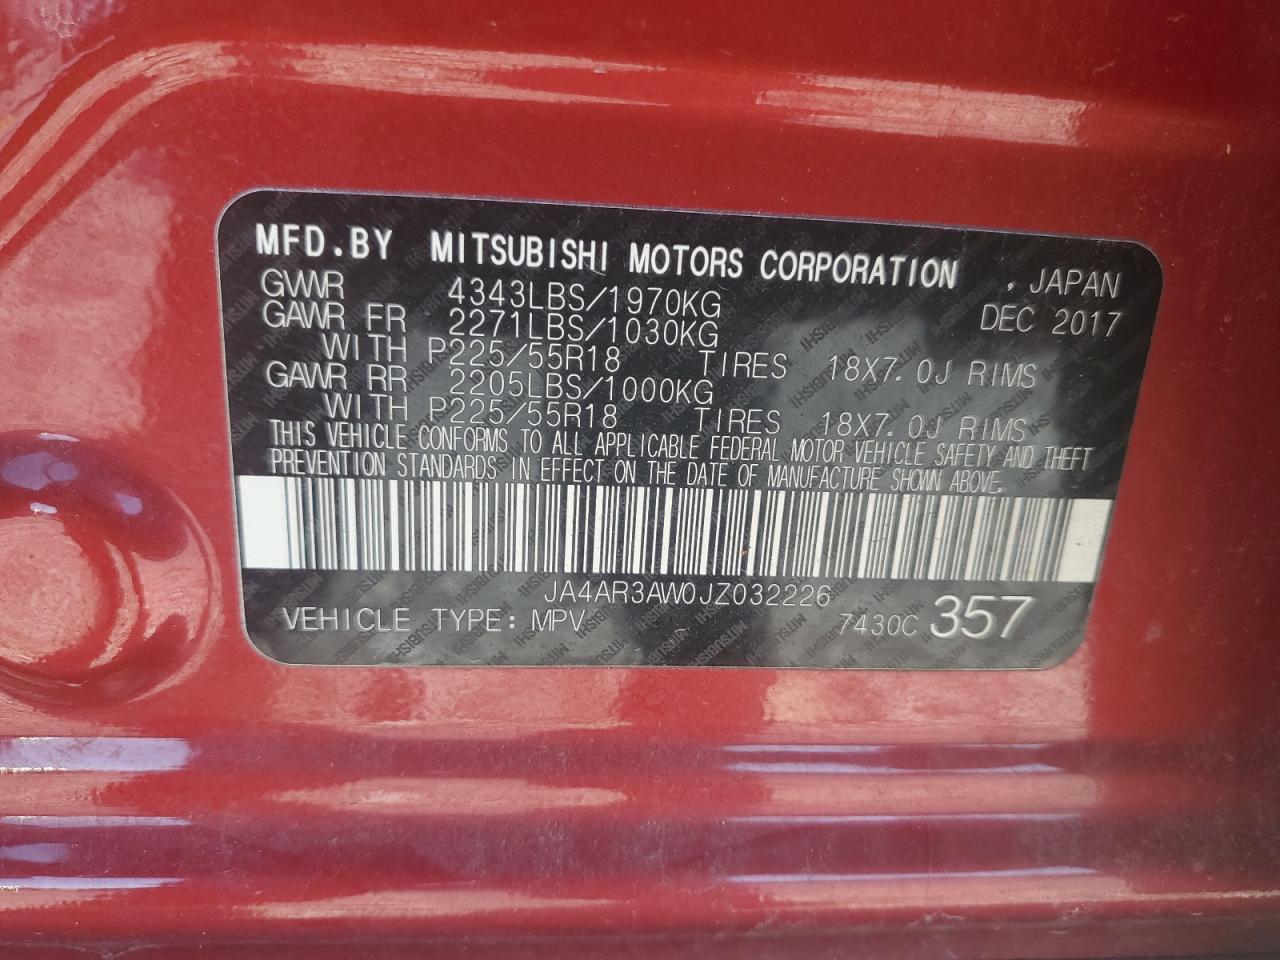 MFD.BY MITSUBISHI MOTORS CORPORATION , JAPAN
GVWR 4343LBS/1970KG DEC 2017
GAWR FR 2271LBS/1030KG
WITH P225/55R18 TIRES 18X7.0J RIMS
GAWR RR 2205LBS/1000KG
WITH P225/55R18 TIRES 18X7.0J RIMS
THIS VEHICLE CONFORMS TO ALL APPLICABLE FEDERAL MOTOR VEHICLE SAFETY AND THEFT
PREVENTION STANDARDS IN EFFECT ON THE DATE OF MANUFACTURE SHOWN ABOVE.
JA4AR3AW0JZ032226
VEHICLE TYPE: MPV 7430C 357